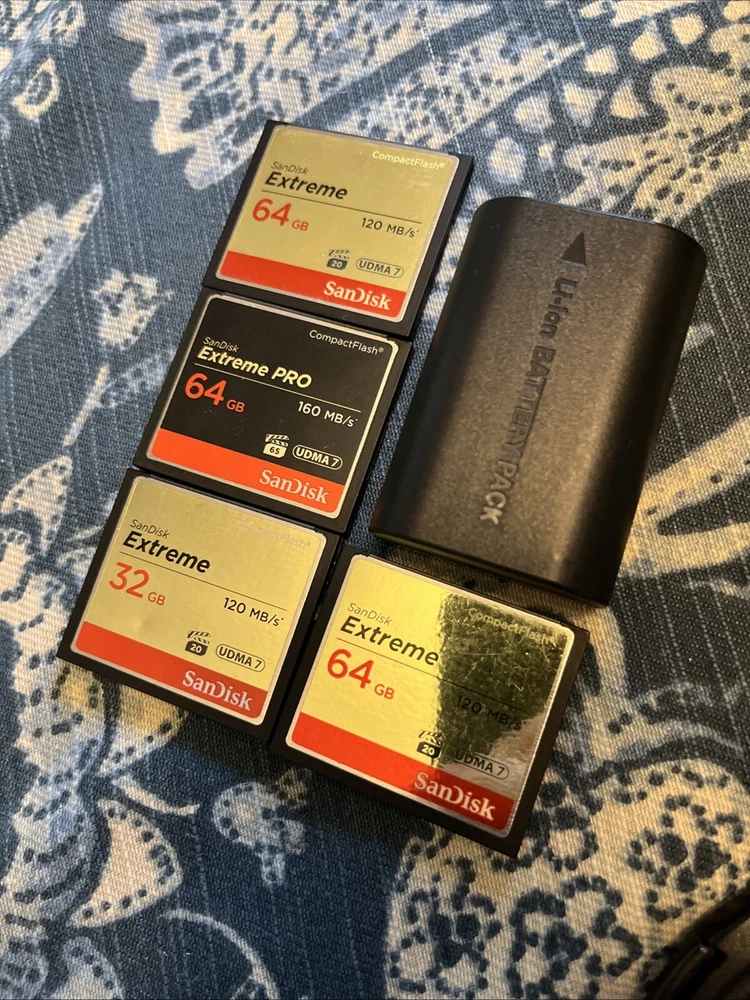 CompactFlash®
SanDisk
Extreme
64 GB
120 MB/s*
20 UDMA 7
SanDisk
CompactFlash®
SanDisk
Extreme PRO
64 GB
160 MB/s*
65 UDMA 7
SanDisk
CompactFlash®
SanDisk
Extreme
32 GB
120 MB/s*
20 UDMA 7
SanDisk
CompactFlash®
SanDisk
Extreme
64 GB
120 MB/s*
20 UDMA 7
SanDisk
Li-ion BATTERY PACK